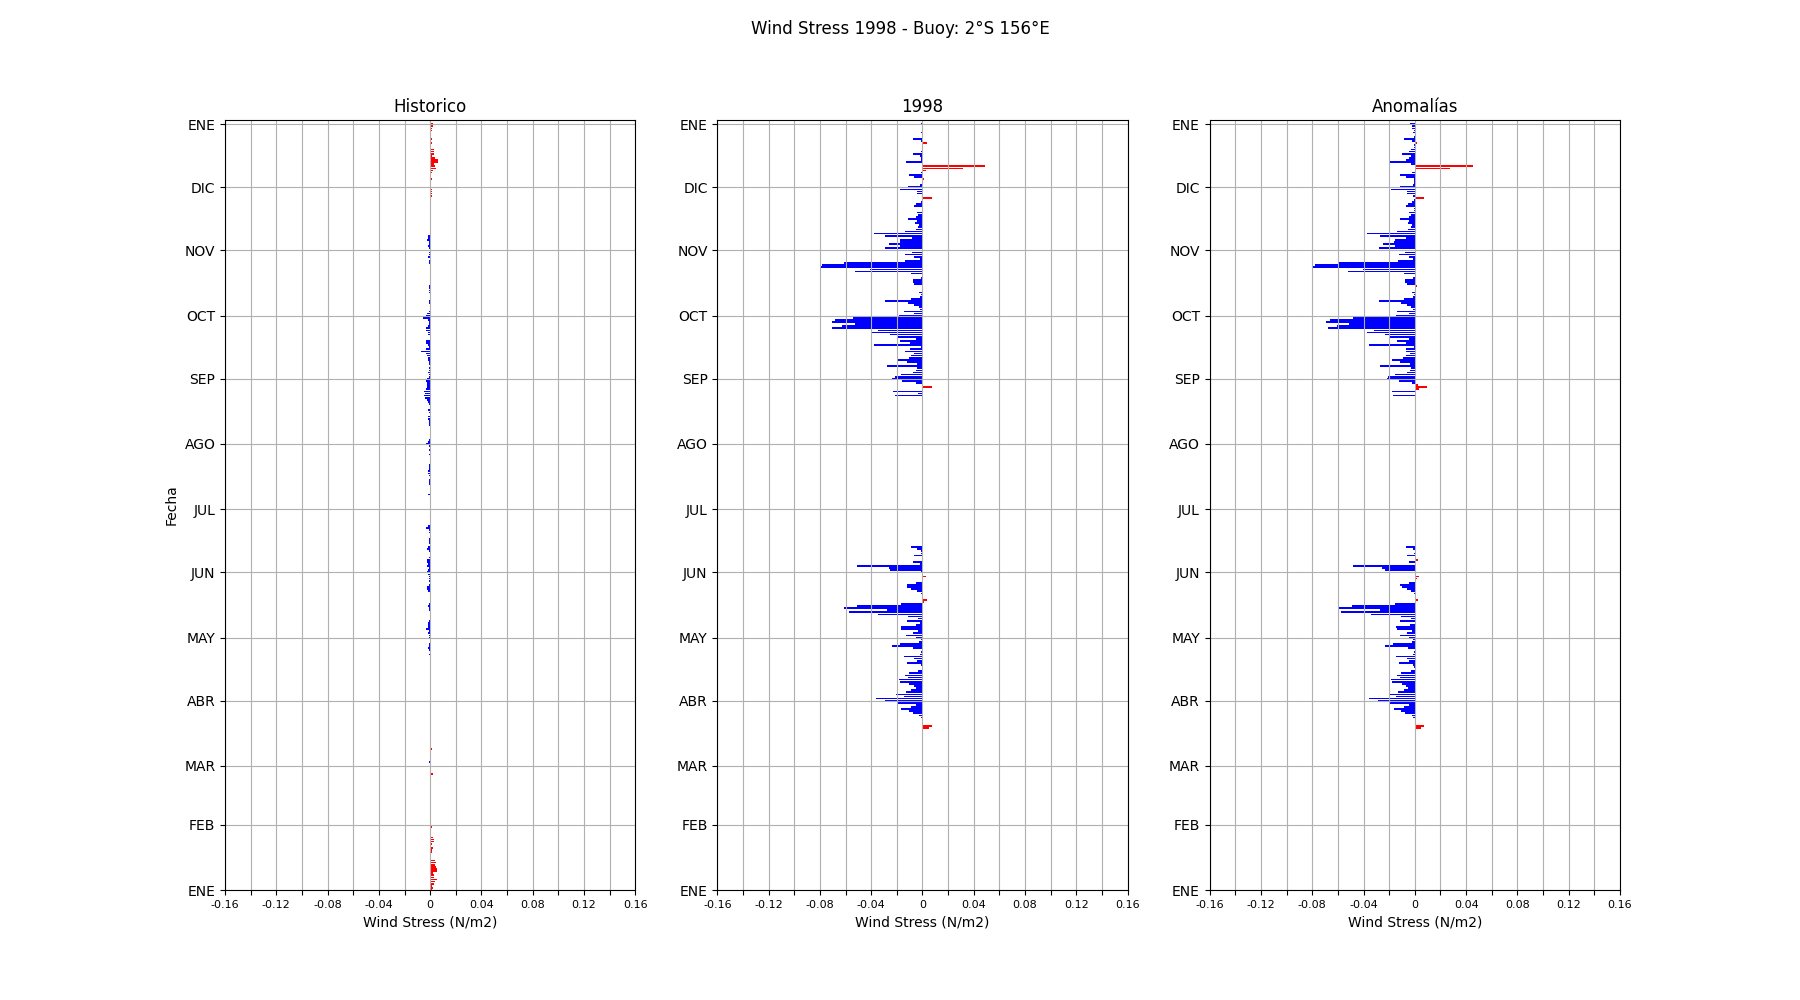 Wind Stress 1998 - Buoy: 2°S 156°E
Historico
ENE
DIC
NOV
OCT
SEP
AGO
JUL
JUN
MAY
ABR
MAR
FEB
ENE
Fecha
-0.16 -0.12 -0.08 -0.04 0 0.04 0.08 0.12 0.16
Wind Stress (N/m2)
1998
ENE
DIC
NOV
OCT
SEP
AGO
JUL
JUN
MAY
ABR
MAR
FEB
ENE
-0.16 -0.12 -0.08 -0.04 0 0.04 0.08 0.12 0.16
Wind Stress (N/m2)
Anomalías
ENE
DIC
NOV
OCT
SEP
AGO
JUL
JUN
MAY
ABR
MAR
FEB
ENE
-0.16 -0.12 -0.08 -0.04 0 0.04 0.08 0.12 0.16
Wind Stress (N/m2)